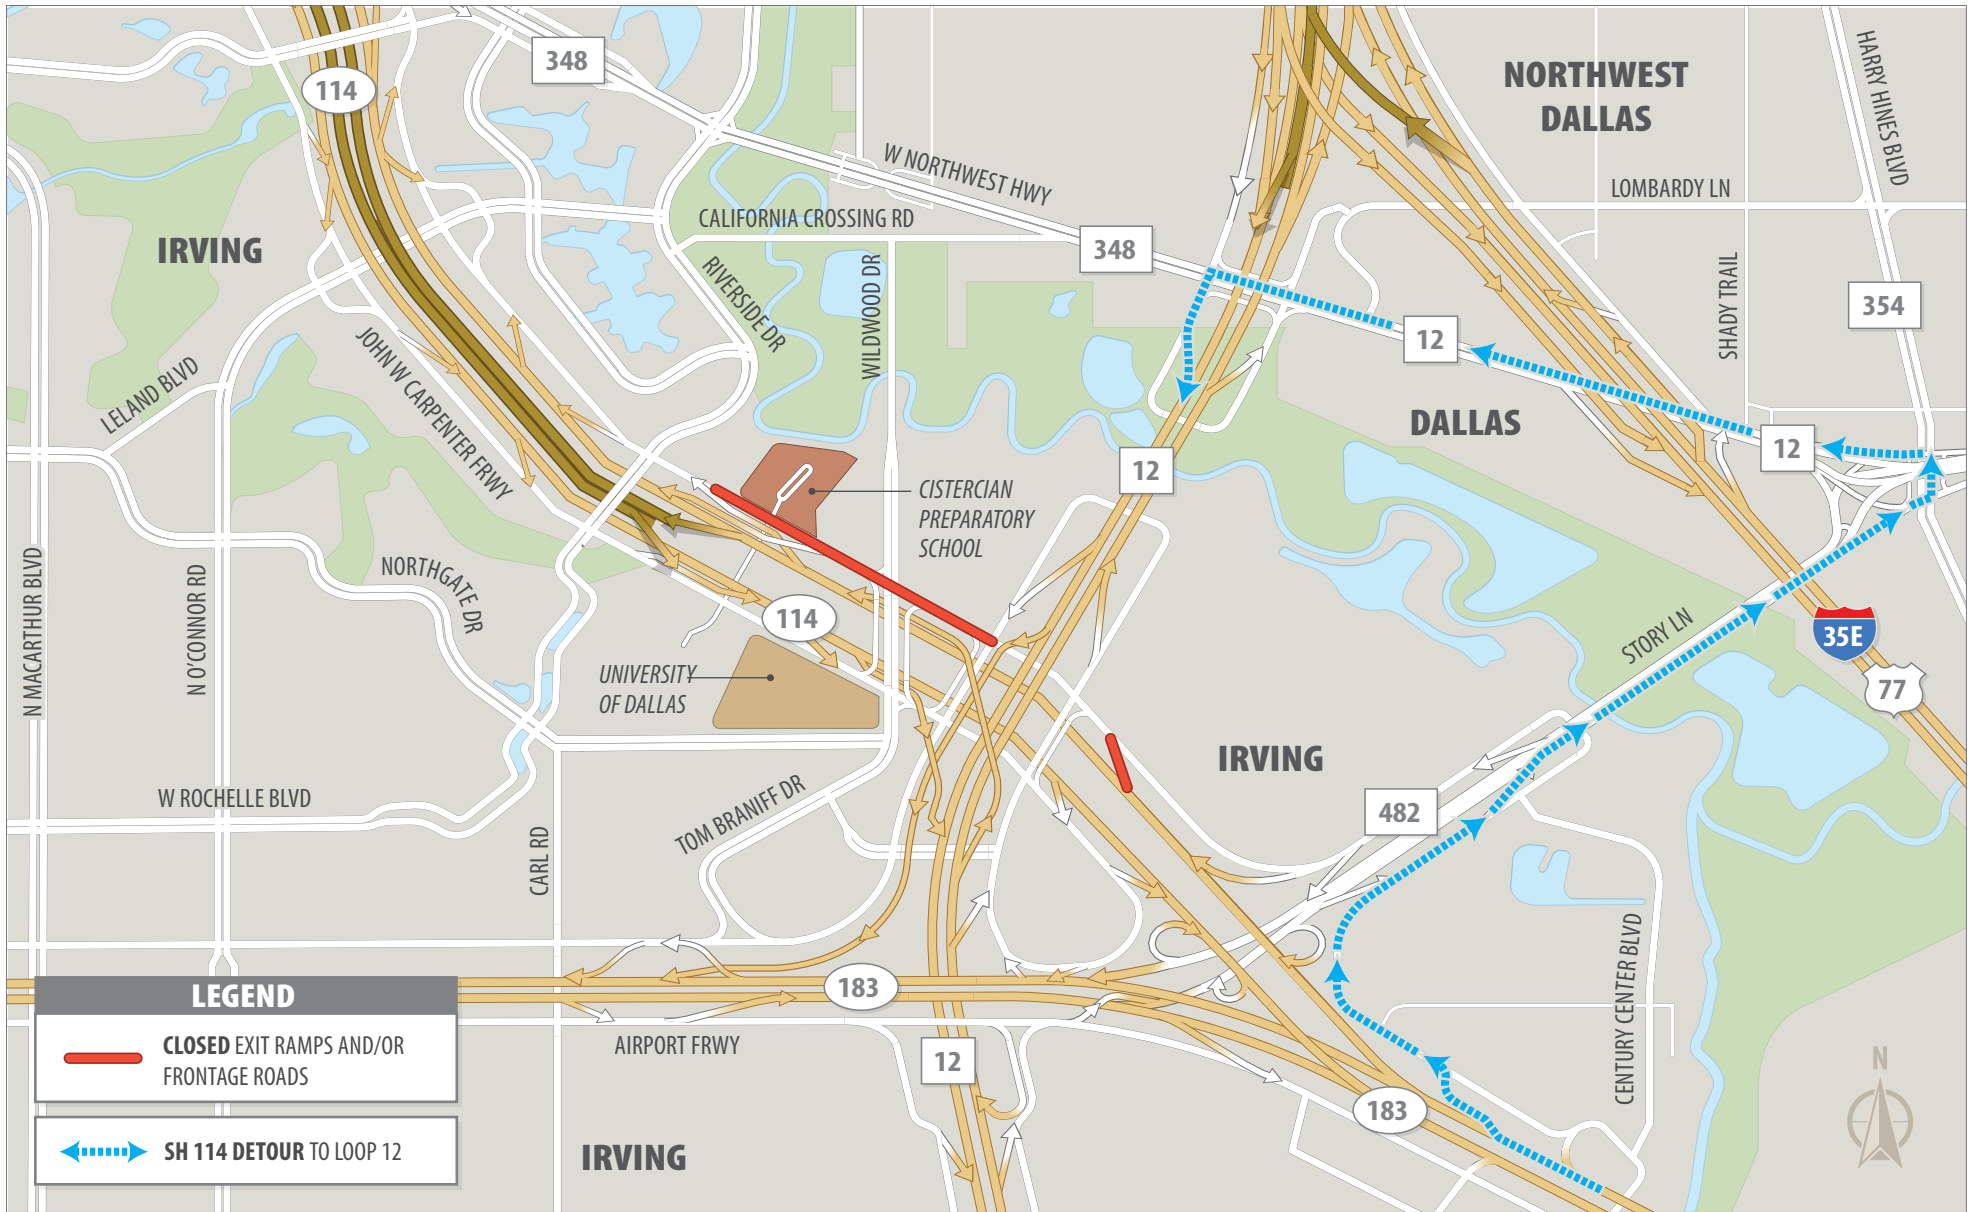 348
114
NORTHWEST
DALLAS
HARRY HINES BLVD
W NORTHWEST HWY
LOMBARDY LN
CALIFORNIA CROSSING RD
IRVING
348
RIVERSIDE DR
WILDWOOD DR
SHADY TRAIL
354
12
JOHN W CARPENTER FRWY
LELAND BLVD
DALLAS
12
12
CISTERCIAN
PREPARATORY
SCHOOL
N MACARTHUR BLVD
N O'CONNOR RD
NORTHGATE DR
114
STORY LN
35E
77
UNIVERSITY
OF DALLAS
IRVING
W ROCHELLE BLVD
TOM BRANIFF DR
482
CARL RD
CENTURY CENTER BLVD
183
LEGEND
CLOSED EXIT RAMPS AND/OR
FRONTAGE ROADS
AIRPORT FRWY
12
N
183
SH 114 DETOUR TO LOOP 12
IRVING